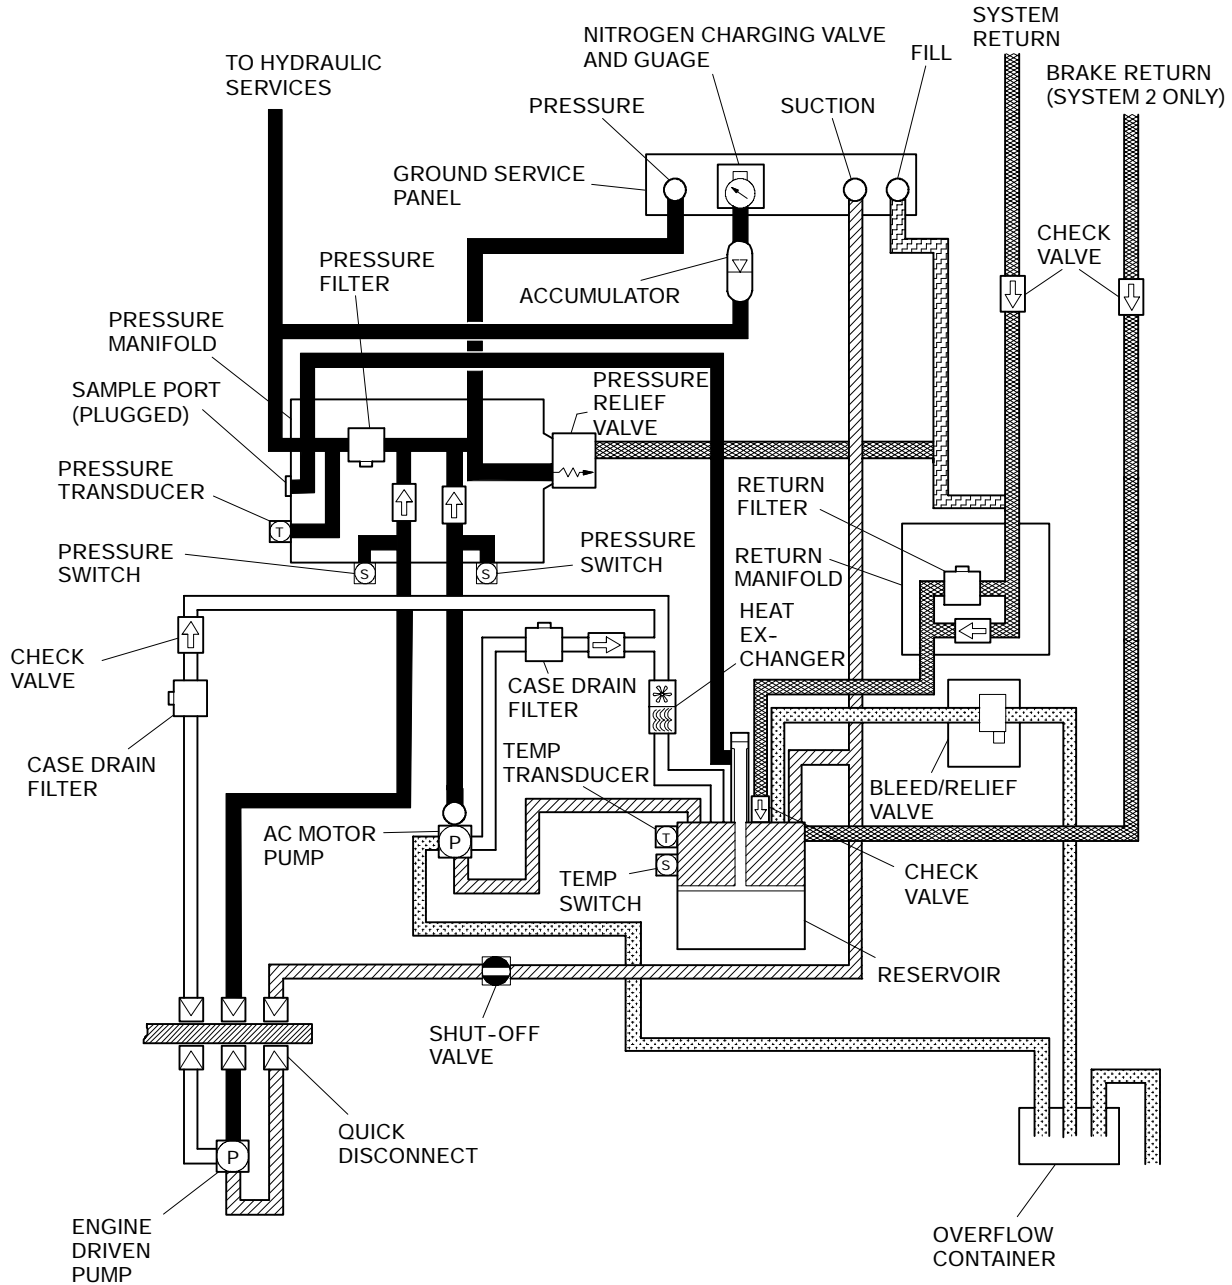 SYSTEM
RETURN
NITROGEN CHARGING VALVE
AND GUAGE
FILL
TO HYDRAULIC
SERVICES
BRAKE RETURN
(SYSTEM 2 ONLY)
PRESSURE
SUCTION
GROUND SERVICE
PANEL
CHECK
VALVE
PRESSURE
FILTER
ACCUMULATOR
PRESSURE
MANIFOLD
SAMPLE PORT
(PLUGGED)
PRESSURE
RELIEF
VALVE
PRESSURE
TRANSDUCER
T
RETURN
FILTER
PRESSURE
SWITCH
S
S
PRESSURE
SWITCH
RETURN
MANIFOLD
HEAT
EX-
CHANGER
CHECK
VALVE
CASE DRAIN
FILTER
CASE DRAIN
FILTER
TEMP
TRANSDUCER
T
BLEED/RELIEF
VALVE
AC MOTOR
PUMP
P
S
TEMP
SWITCH
CHECK
VALVE
RESERVOIR
SHUT-OFF
VALVE
QUICK
DISCONNECT
P
ENGINE
DRIVEN
PUMP
OVERFLOW
CONTAINER